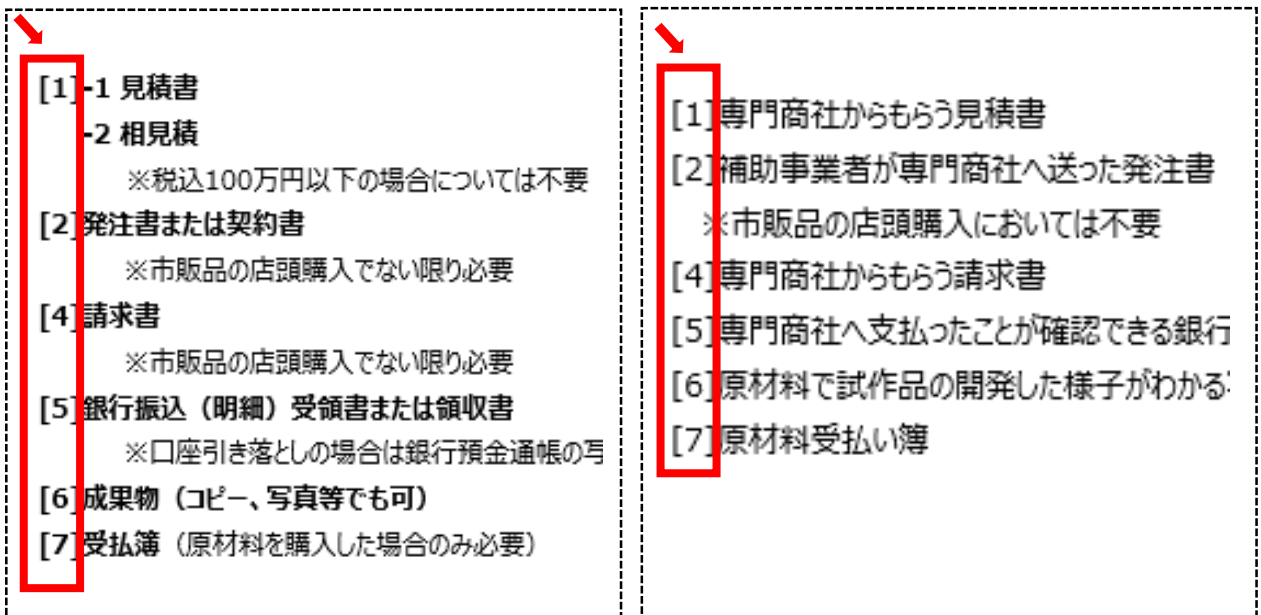 [1]-1 見積書
-2 相見積
※税込100万円以下の場合については不要
[2]発注書または契約書
※市販品の店頭購入でない限り必要
[4]請求書
※市販品の店頭購入でない限り必要
[5]銀行振込（明細）受領書または領収書
※口座引き落としの場合は銀行預金通帳の写
[6]成果物（コピー、写真等でも可）
[7]受払簿（原材料を購入した場合のみ必要）
[1]専門商社からもらう見積書
[2]補助事業者が専門商社へ送った発注書
※市販品の店頭購入においては不要
[4]専門商社からもらう請求書
[5]専門商社へ支払ったことが確認できる銀行
[6]原材料で試作品の開発した様子がわかる
[7]原材料受払い簿